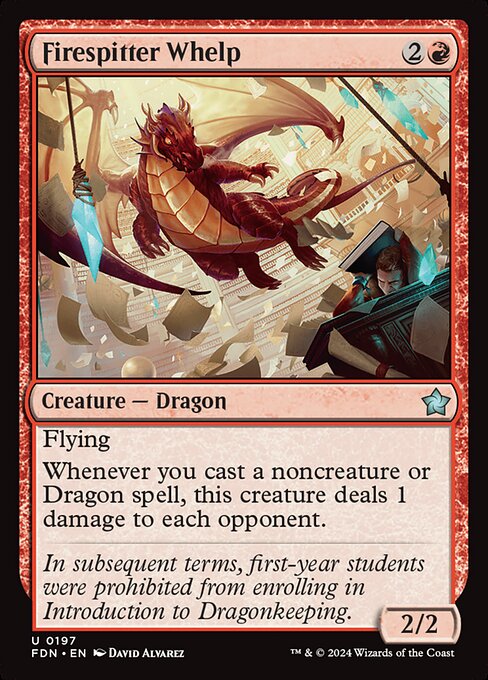 Firespitter Whelp 2
Creature — Dragon
Flying
Whenever you cast a noncreature or
Dragon spell, this creature deals 1
damage to each opponent.
In subsequent terms, first-year students
were prohibited from enrolling in
Introduction to Dragonkeeping.
2/2
U 0197
FDN • EN DAVID ALVAREZ
™ & © 2024 Wizards of the Coast